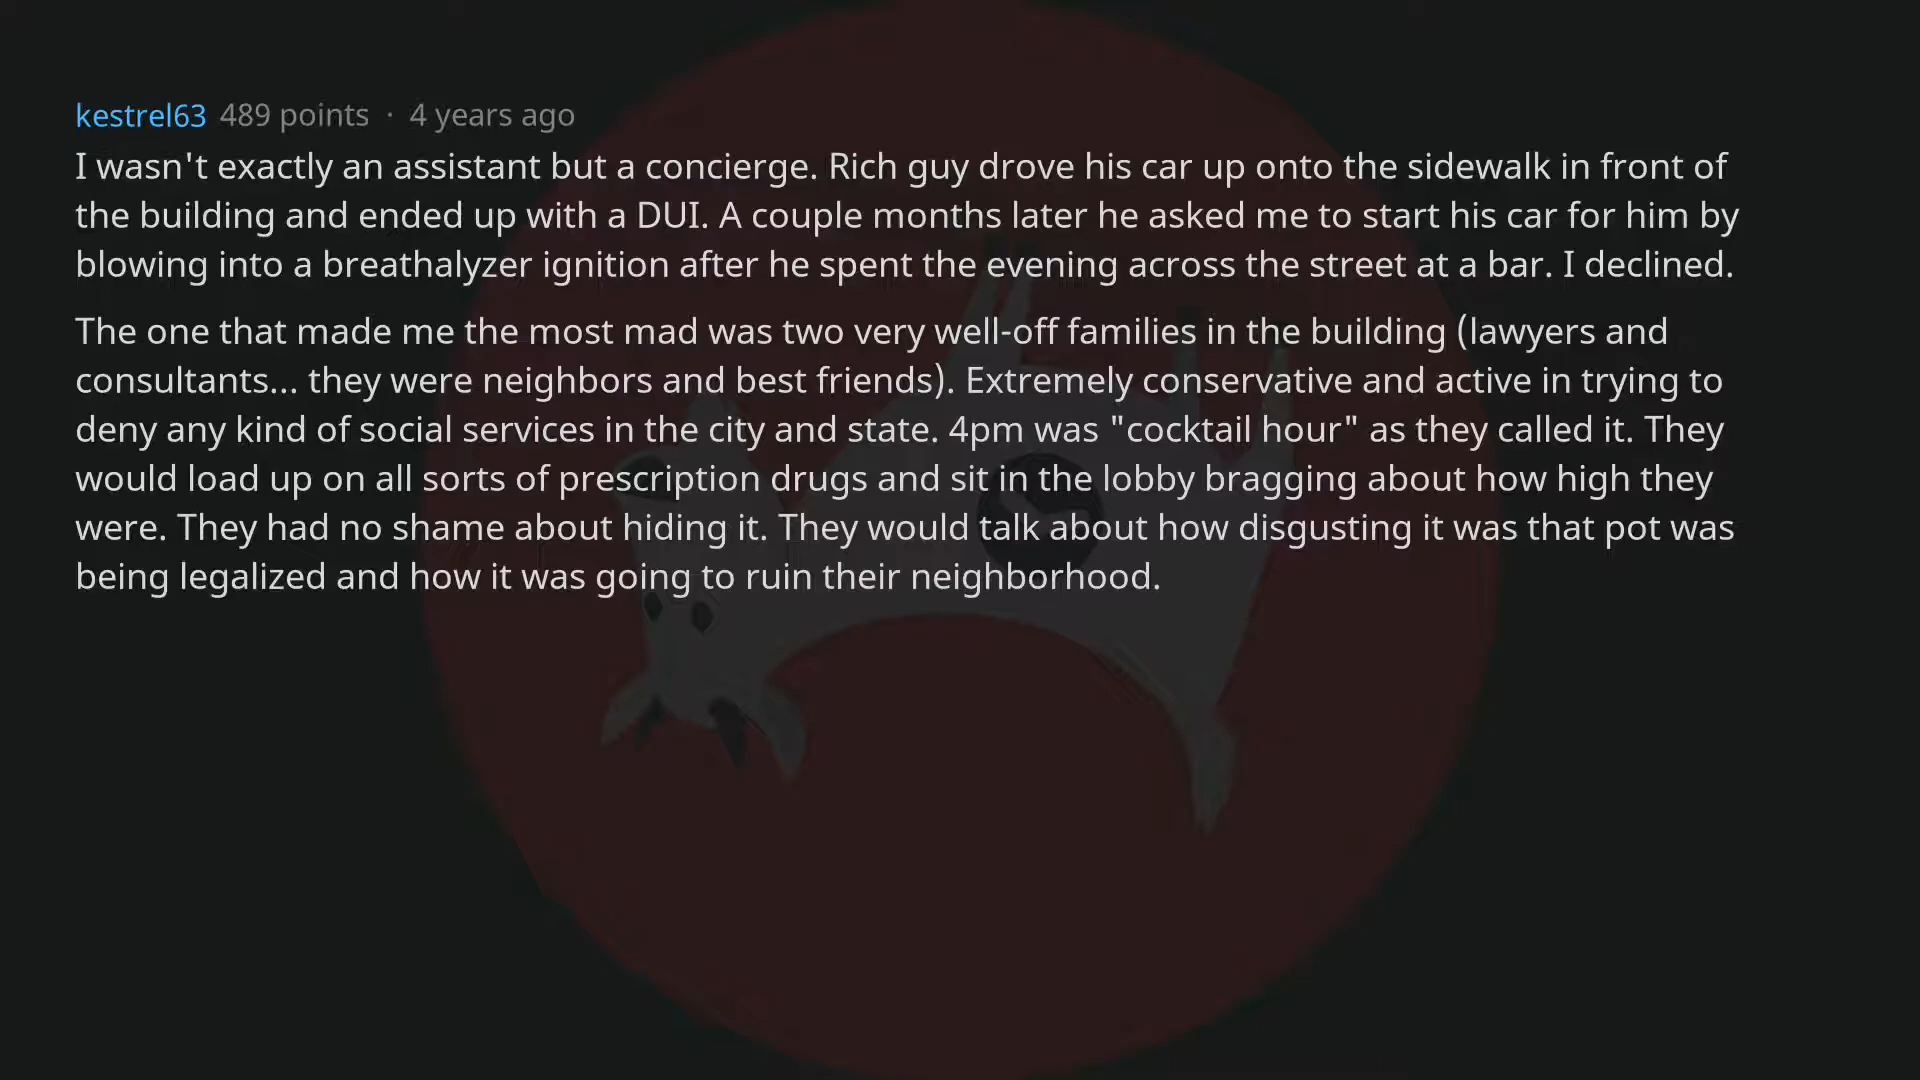 kestrel63 489 points · 4 years ago
I wasn't exactly an assistant but a concierge. Rich guy drove his car up onto the sidewalk in front of
the building and ended up with a DUI. A couple months later he asked me to start his car for him by
blowing into a breathalyzer ignition after he spent the evening across the street at a bar. I declined.
The one that made me the most mad was two very well-off families in the building (lawyers and
consultants... they were neighbors and best friends). Extremely conservative and active in trying to
deny any kind of social services in the city and state. 4pm was "cocktail hour" as they called it. They
would load up on all sorts of prescription drugs and sit in the lobby bragging about how high they
were. They had no shame about hiding it. They would talk about how disgusting it was that pot was
being legalized and how it was going to ruin their neighborhood.